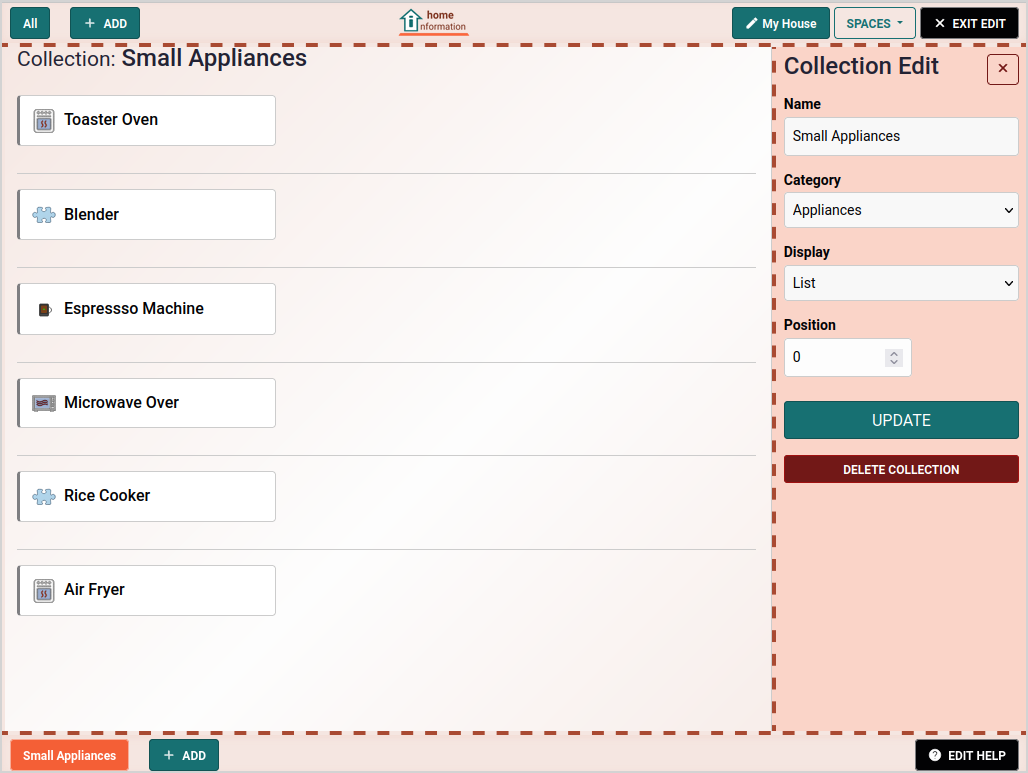 All
+ ADD
home
information
My House
SPACES
× EXIT EDIT
Collection: Small Appliances
Toaster Oven
Blender
Espressso Machine
Microwave Over
Rice Cooker
Air Fryer
Collection Edit
×
Name
Small Appliances
Category
Appliances
Display
List
Position
0
UPDATE
DELETE COLLECTION
Small Appliances
+ ADD
? EDIT HELP